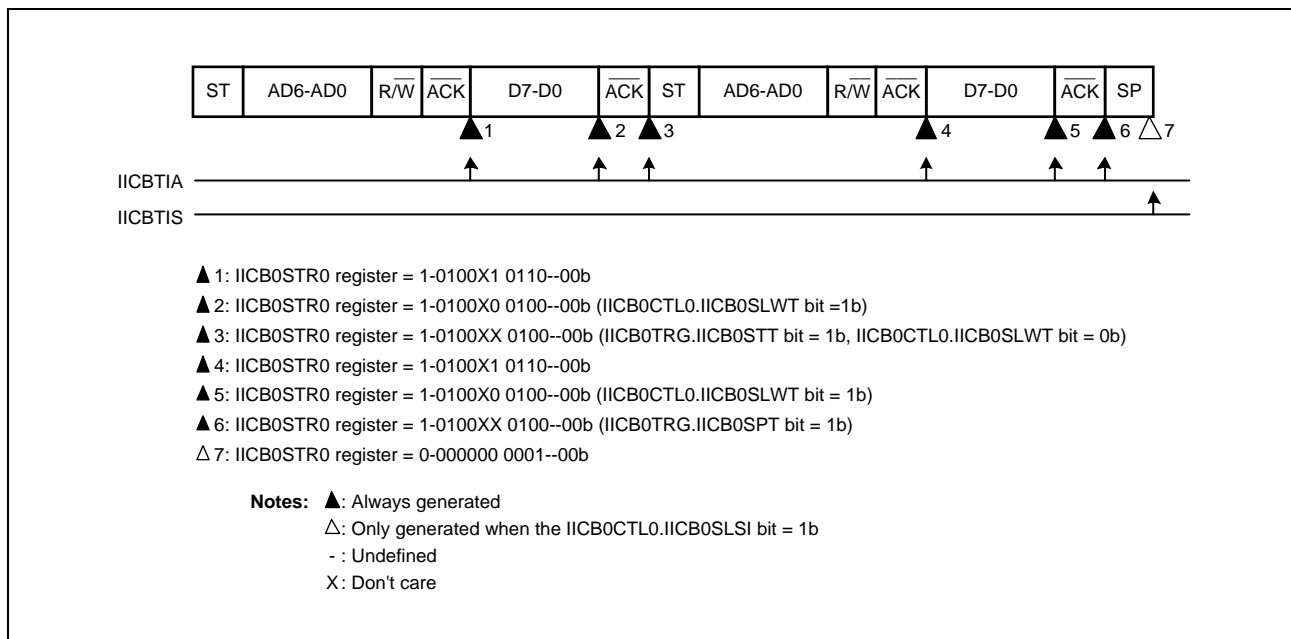 ST AD6-AD0 R/W ACK D7-D0 ACK ST AD6-AD0 R/W ACK D7-D0 ACK SP
▲1 ▲2 ▲3 ▲4 ▲5 ▲6 △7
IICBTIA
IICBTIS
▲1: IICB0STR0 register = 1-0100X1 0110--00b
▲2: IICB0STR0 register = 1-0100X0 0100--00b (IICB0CTL0.IICB0SLWT bit =1b)
▲3: IICB0STR0 register = 1-0100XX 0100--00b (IICB0TRG.IICB0STT bit = 1b, IICB0CTL0.IICB0SLWT bit = 0b)
▲4: IICB0STR0 register = 1-0100X1 0110--00b
▲5: IICB0STR0 register = 1-0100X0 0100--00b (IICB0CTL0.IICB0SLWT bit = 1b)
▲6: IICB0STR0 register = 1-0100XX 0100--00b (IICB0TRG.IICB0SPT bit = 1b)
△7: IICB0STR0 register = 0-000000 0001--00b
Notes: ▲: Always generated
△: Only generated when the IICB0CTL0.IICB0SLSI bit = 1b
- : Undefined
X: Don't care